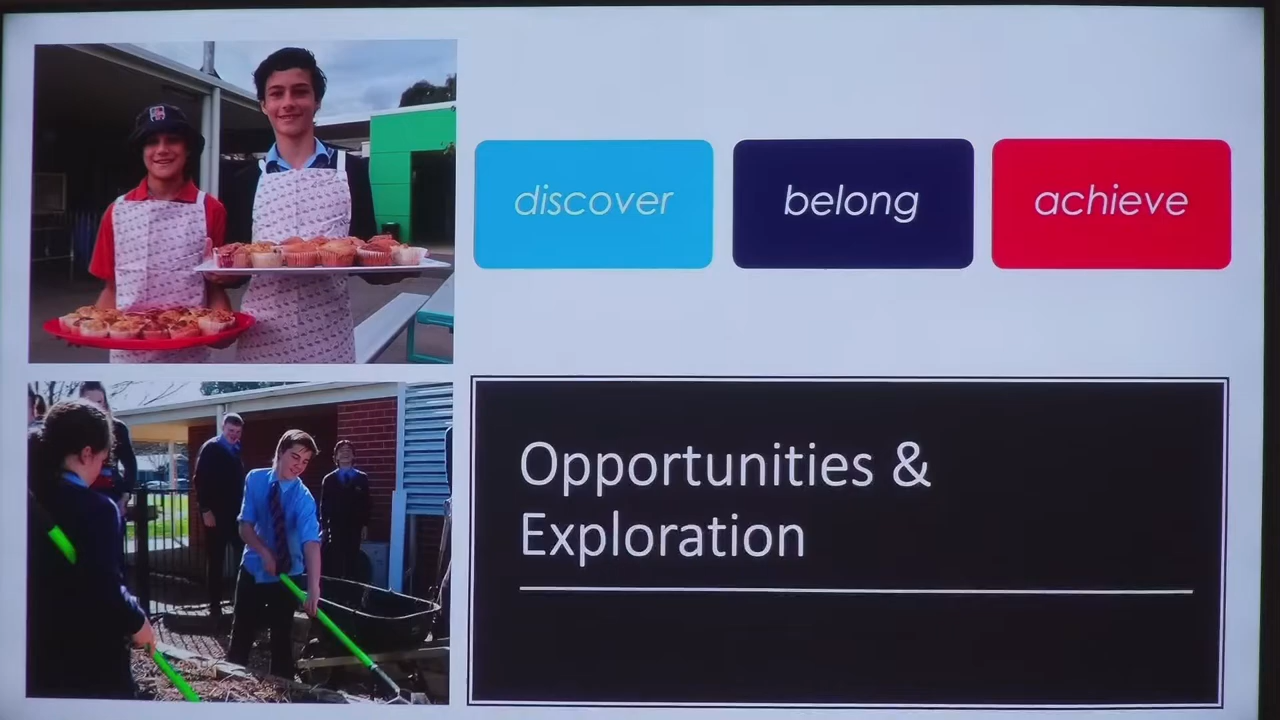 discover
belong
achieve
Opportunities &
Exploration